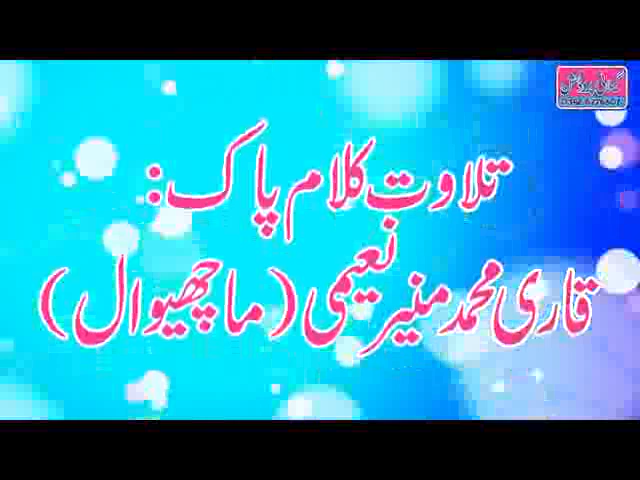 تلاوت کلام پاک:
قاری محمد منیر نعیمی (ماچھیوال)